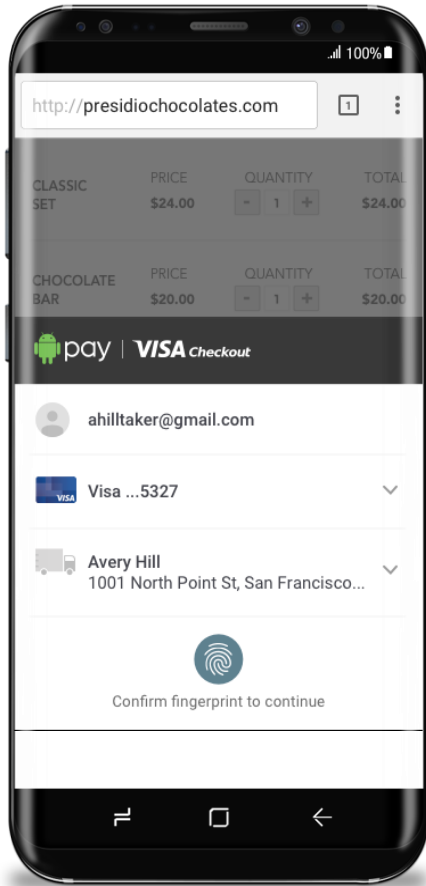 100%
http://presidiochocolates.com
1
CLASSIC SET PRICE $24.00 QUANTITY - 1 + TOTAL $24.00
CHOCOLATE BAR PRICE $20.00 QUANTITY - 1 + TOTAL $20.00
pay | VISA Checkout
ahilltaker@gmail.com
VISA Visa ...5327
Avery Hill
1001 North Point St, San Francisco...
Confirm fingerprint to continue